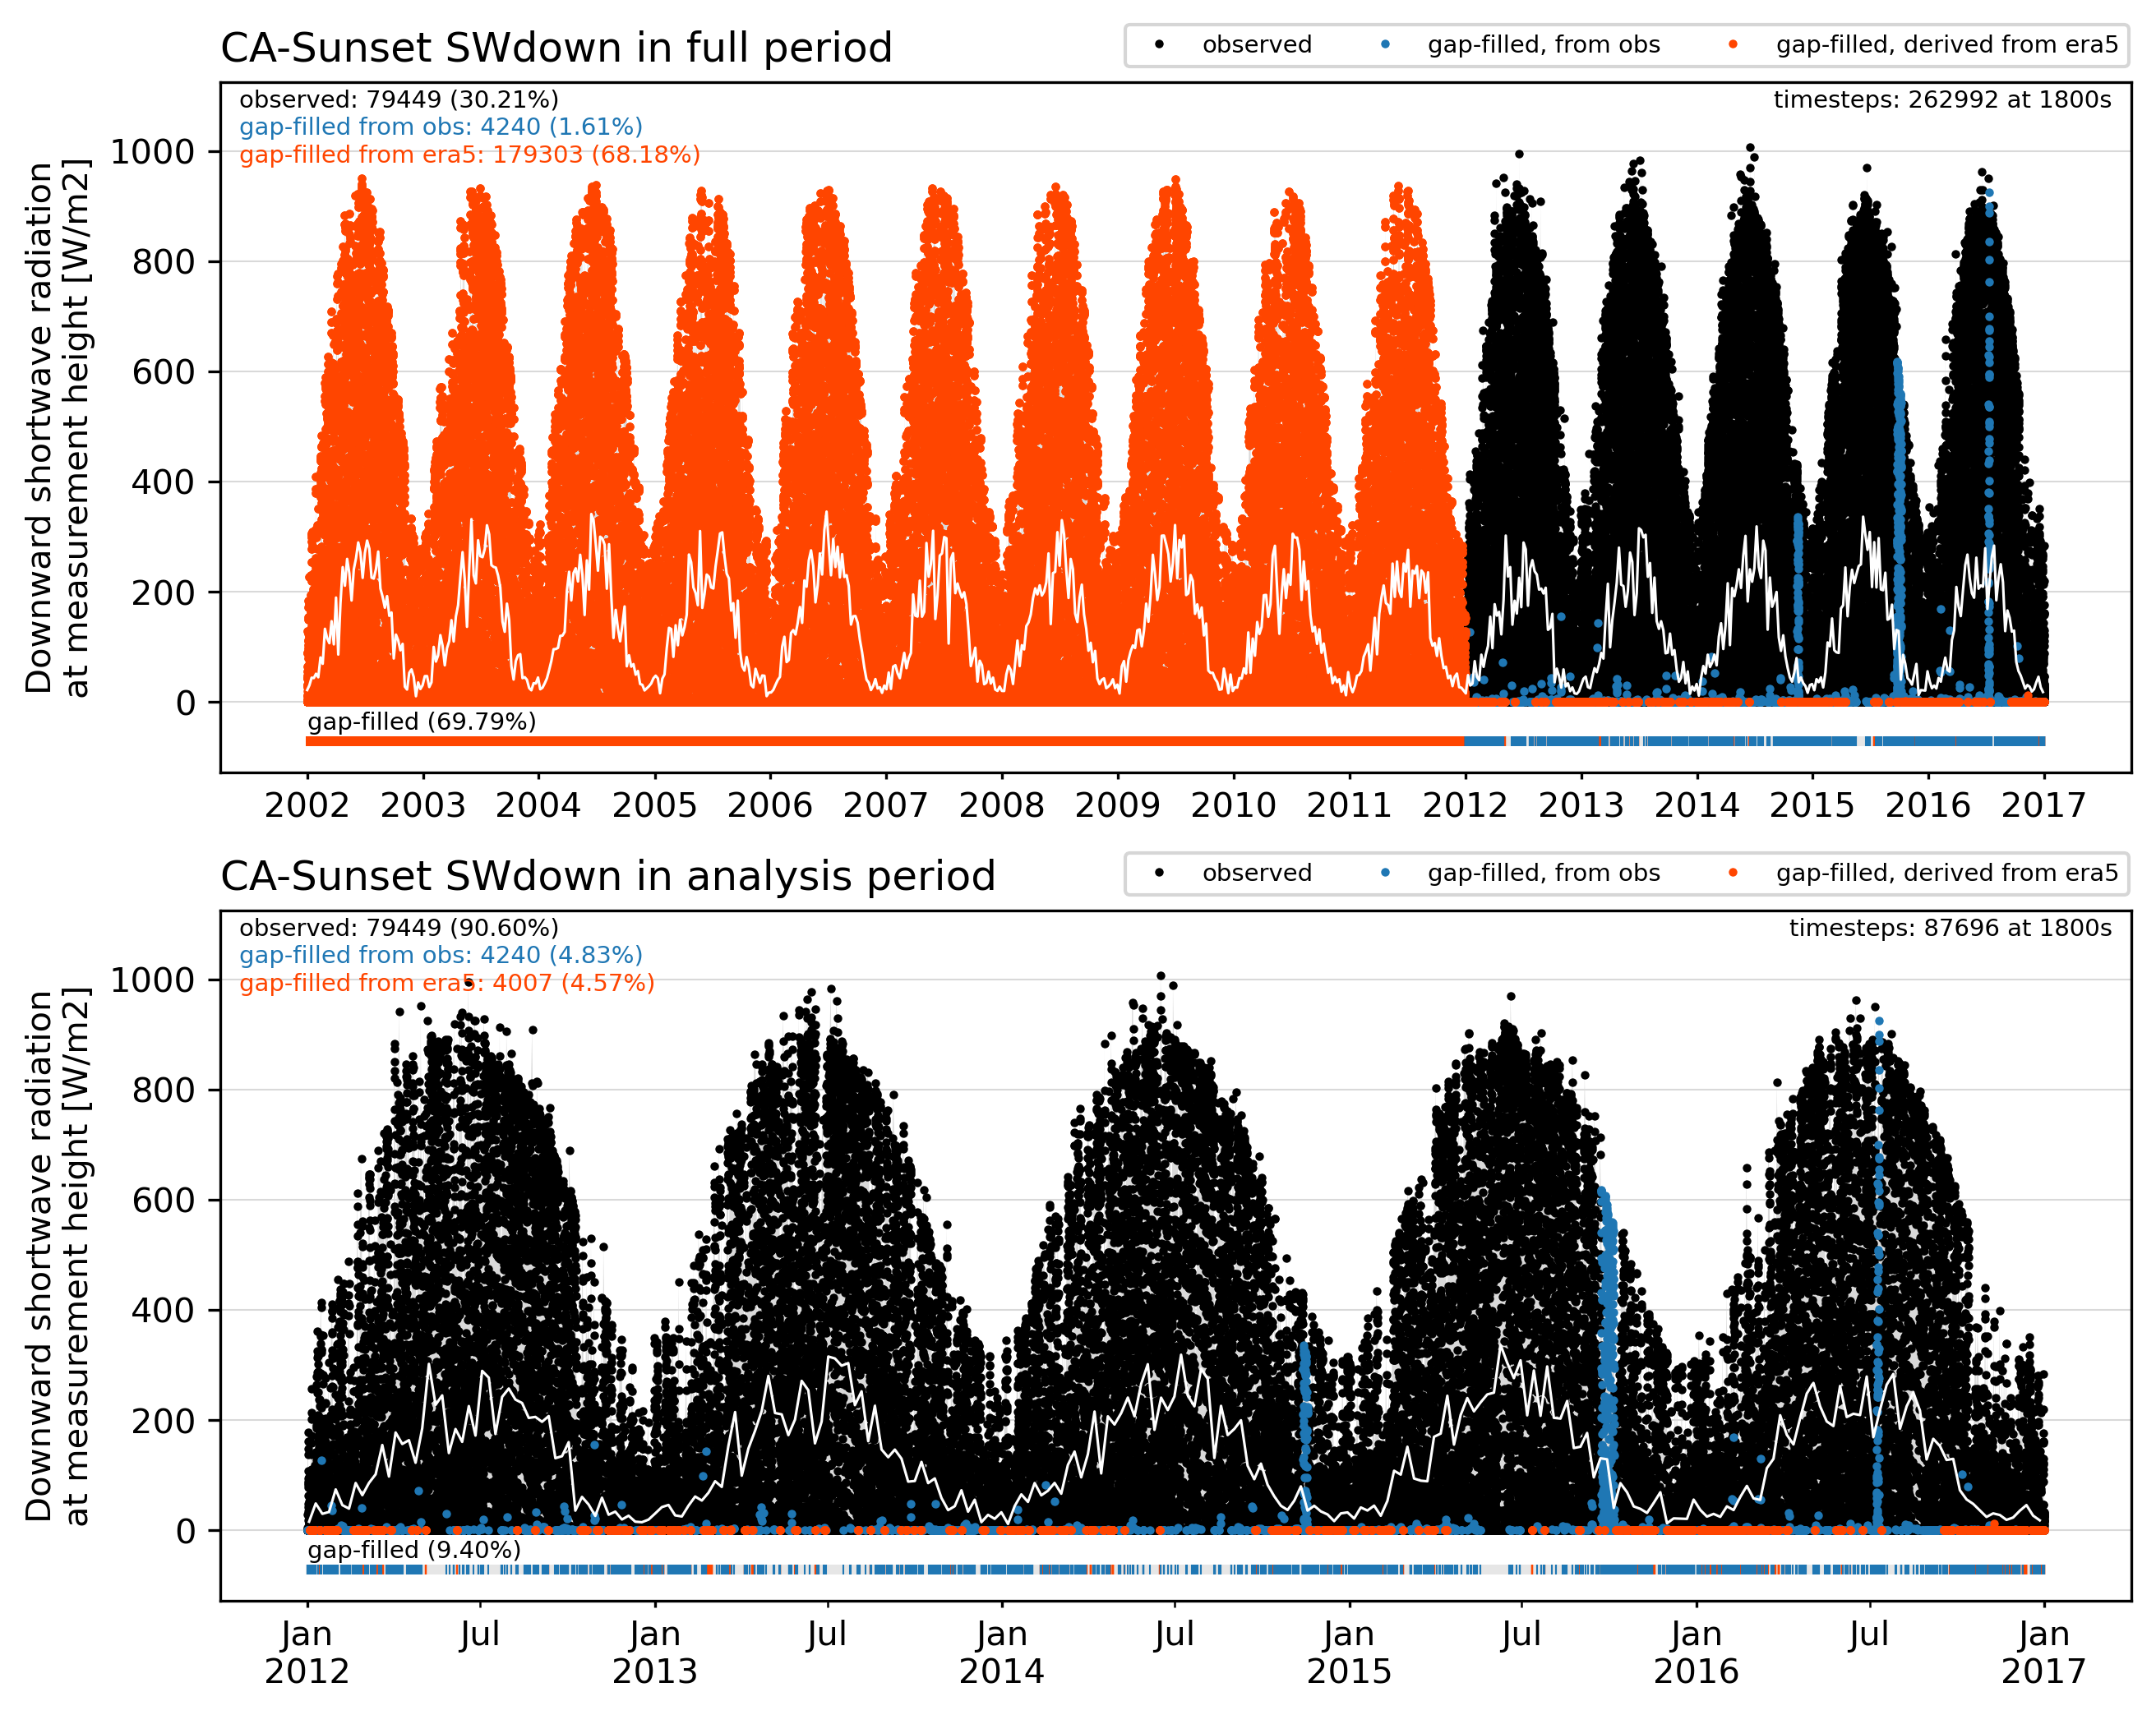 CA-Sunset SWdown in full period
observed
gap-filled, from obs
gap-filled, derived from era5
observed: 79449 (30.21%)
gap-filled from obs: 4240 (1.61%)
gap-filled from era5: 179303 (68.18%)
timesteps: 262992 at 1800s
Downward shortwave radiation
at measurement height [W/m2]
1000
800
600
400
200
0
gap-filled (69.79%)
2002 2003 2004 2005 2006 2007 2008 2009 2010 2011 2012 2013 2014 2015 2016 2017
CA-Sunset SWdown in analysis period
observed
gap-filled, from obs
gap-filled, derived from era5
observed: 79449 (90.60%)
gap-filled from obs: 4240 (4.83%)
gap-filled from era5: 4007 (4.57%)
timesteps: 87696 at 1800s
Downward shortwave radiation
at measurement height [W/m2]
1000
800
600
400
200
0
gap-filled (9.40%)
Jan Jul Jan Jul Jan Jul Jan Jul Jan Jul Jan
2012 2013 2014 2015 2016 2017